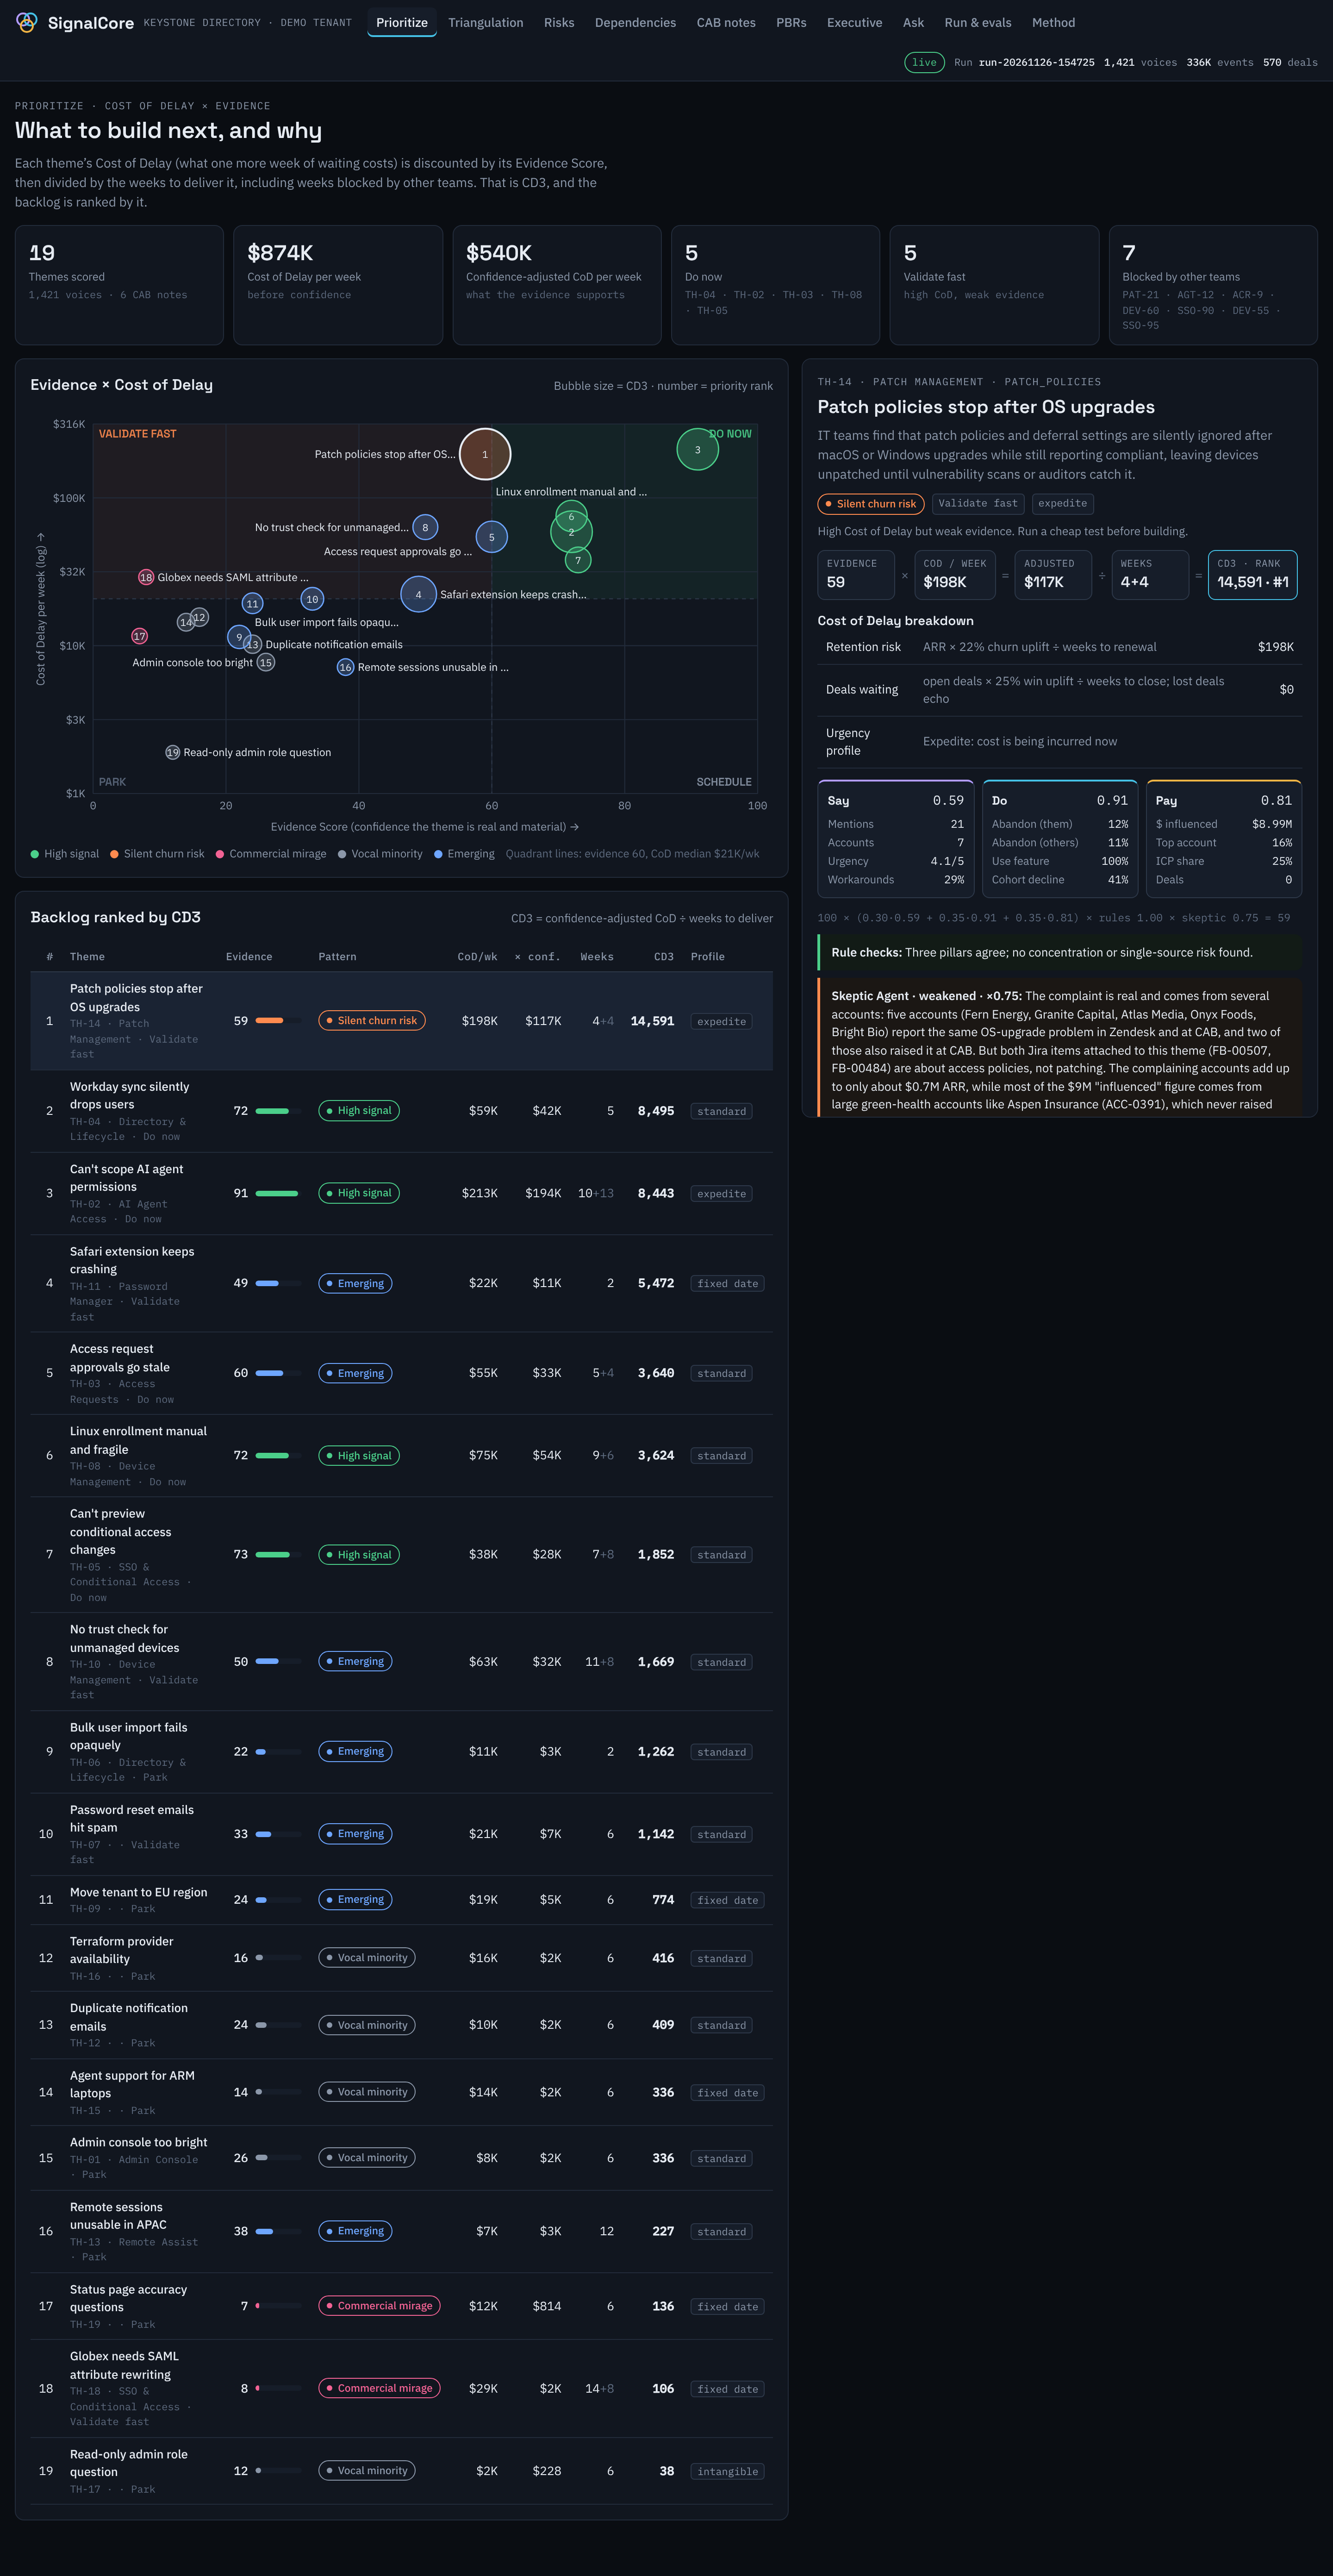 SignalCore KEYSTONE DIRECTORY · DEMO TENANT Prioritize Triangulation Risks Dependencies CAB notes PBRs Executive Ask Run & evals Method
live Run run-20261126-154725 1,421 voices 336K events 570 deals
PRIORITIZE · COST OF DELAY × EVIDENCE
What to build next, and why
Each theme's Cost of Delay (what one more week of waiting costs) is discounted by its Evidence Score,
then divided by the weeks to deliver it, including weeks blocked by other teams. That is CD3, and the
backlog is ranked by it.
19
Themes scored
1,421 voices · 6 CAB notes
$874K
Cost of Delay per week
before confidence
$540K
Confidence-adjusted CoD per week
what the evidence supports
5
Do now
TH-04 · TH-02 · TH-03 · TH-08
· TH-05
5
Validate fast
high CoD, weak evidence
7
Blocked by other teams
PAT-21 · AGT-12 · ACR-9 ·
DEV-60 · SSO-90 · DEV-55 ·
SSO-95
Evidence × Cost of Delay
Bubble size = CD3 · number = priority rank
Cost of Delay per week (log) →
$316K
$100K
$32K
$10K
$3K
$1K
VALIDATE FAST
DO NOW
PARK
SCHEDULE
Patch policies stop after OS... 1
3
Linux enrollment manual and ...
6
No trust check for unmanaged... 8
2
5
Access request approvals go ...
7
18 Globex needs SAML attribute ...
4 Safari extension keeps crash...
10
11
12
14
Bulk user import fails opaqu...
17
9
13 Duplicate notification emails
Admin console too bright 15
16 Remote sessions unusable in ...
19 Read-only admin role question
0 20 40 60 80 100
Evidence Score (confidence the theme is real and material) →
High signal Silent churn risk Commercial mirage Vocal minority Emerging Quadrant lines: evidence 60, CoD median $21K/wk
TH-14 · PATCH MANAGEMENT · PATCH_POLICIES
Patch policies stop after OS upgrades
IT teams find that patch policies and deferral settings are silently ignored after
macOS or Windows upgrades while still reporting compliant, leaving devices
unpatched until vulnerability scans or auditors catch it.
Silent churn risk Validate fast expedite
High Cost of Delay but weak evidence. Run a cheap test before building.
EVIDENCE
59
×
COD / WEEK
$198K
=
ADJUSTED
$117K
÷
WEEKS
4+4
=
CD3 · RANK
14,591 · #1
Cost of Delay breakdown
Retention risk ARR × 22% churn uplift ÷ weeks to renewal $198K
Deals waiting open deals × 25% win uplift ÷ weeks to close; lost deals
echo $0
Urgency
profile Expedite: cost is being incurred now
Say 0.59
Mentions 21
Accounts 7
Urgency 4.1/5
Workarounds 29%
Do 0.91
Abandon (them) 12%
Abandon (others) 11%
Use feature 100%
Cohort decline 41%
Pay 0.81
$ influenced $8.99M
Top account 16%
ICP share 25%
Deals 0
100 × (0.30·0.59 + 0.35·0.91 + 0.35·0.81) × rules 1.00 × skeptic 0.75 = 59
Rule checks: Three pillars agree; no concentration or single-source risk found.
Skeptic Agent · weakened · ×0.75: The complaint is real and comes from several
accounts: five accounts (Fern Energy, Granite Capital, Atlas Media, Onyx Foods,
Bright Bio) report the same OS-upgrade problem in Zendesk and at CAB, and two of
those also raised it at CAB. But both Jira items attached to this theme (FB-00507,
FB-00484) are about access policies, not patching. The complaining accounts add up
to only about $0.7M ARR, while most of the $9M "influenced" figure comes from
large green-health accounts like Aspen Insurance (ACC-0391), which never raised
Backlog ranked by CD3
CD3 = confidence-adjusted CoD ÷ weeks to deliver
# Theme Evidence Pattern CoD/wk × conf. Weeks CD3 Profile
Patch policies stop after
OS upgrades
1 59 Silent churn risk $198K $117K 4+4 14,591 expedite
TH-14 · Patch
Management · Validate
fast
Workday sync silently
drops users
2 72 High signal $59K $42K 5 8,495 standard
TH-04 · Directory &
Lifecycle · Do now
Can't scope AI agent
permissions
3 91 High signal $213K $194K 10+13 8,443 expedite
TH-02 · AI Agent
Access · Do now
Safari extension keeps
crashing
4 49 Emerging $22K $11K 2 5,472 fixed date
TH-11 · Password
Manager · Validate
fast
Access request
approvals go stale
5 60 Emerging $55K $33K 5+4 3,640 standard
TH-03 · Access
Requests · Do now
Linux enrollment manual
and fragile
6 72 High signal $75K $54K 9+6 3,624 standard
TH-08 · Device
Management · Do now
Can't preview
conditional access
changes
7 73 High signal $38K $28K 7+8 1,852 standard
TH-05 · SSO &
Conditional Access ·
Do now
No trust check for
unmanaged devices
8 50 Emerging $63K $32K 11+8 1,669 standard
TH-10 · Device
Management · Validate
fast
Bulk user import fails
opaquely
9 22 Emerging $11K $3K 2 1,262 standard
TH-06 · Directory &
Lifecycle · Park
Password reset emails
hit spam
10 33 Emerging $21K $7K 6 1,142 standard
TH-07 · · Validate
fast
Move tenant to EU region
11 24 Emerging $19K $5K 6 774 fixed date
TH-09 · · Park
Terraform provider
availability
12 16 Vocal minority $16K $2K 6 416 standard
TH-16 · · Park
Duplicate notification
emails
13 24 Vocal minority $10K $2K 6 409 standard
TH-12 · · Park
Agent support for ARM
laptops
14 14 Vocal minority $14K $2K 6 336 fixed date
TH-15 · · Park
Admin console too bright
15 26 Vocal minority $8K $2K 6 336 standard
TH-01 · Admin Console
· Park
Remote sessions
unusable in APAC
16 38 Emerging $7K $3K 12 227 standard
TH-13 · Remote Assist
· Park
Status page accuracy
questions
17 7 Commercial mirage $12K $814 6 136 fixed date
TH-19 · · Park
Globex needs SAML
attribute rewriting
18 8 Commercial mirage $29K $2K 14+8 106 fixed date
TH-18 · SSO &
Conditional Access ·
Validate fast
Read-only admin role
question
19 12 Vocal minority $2K $228 6 38 intangible
TH-17 · · Park